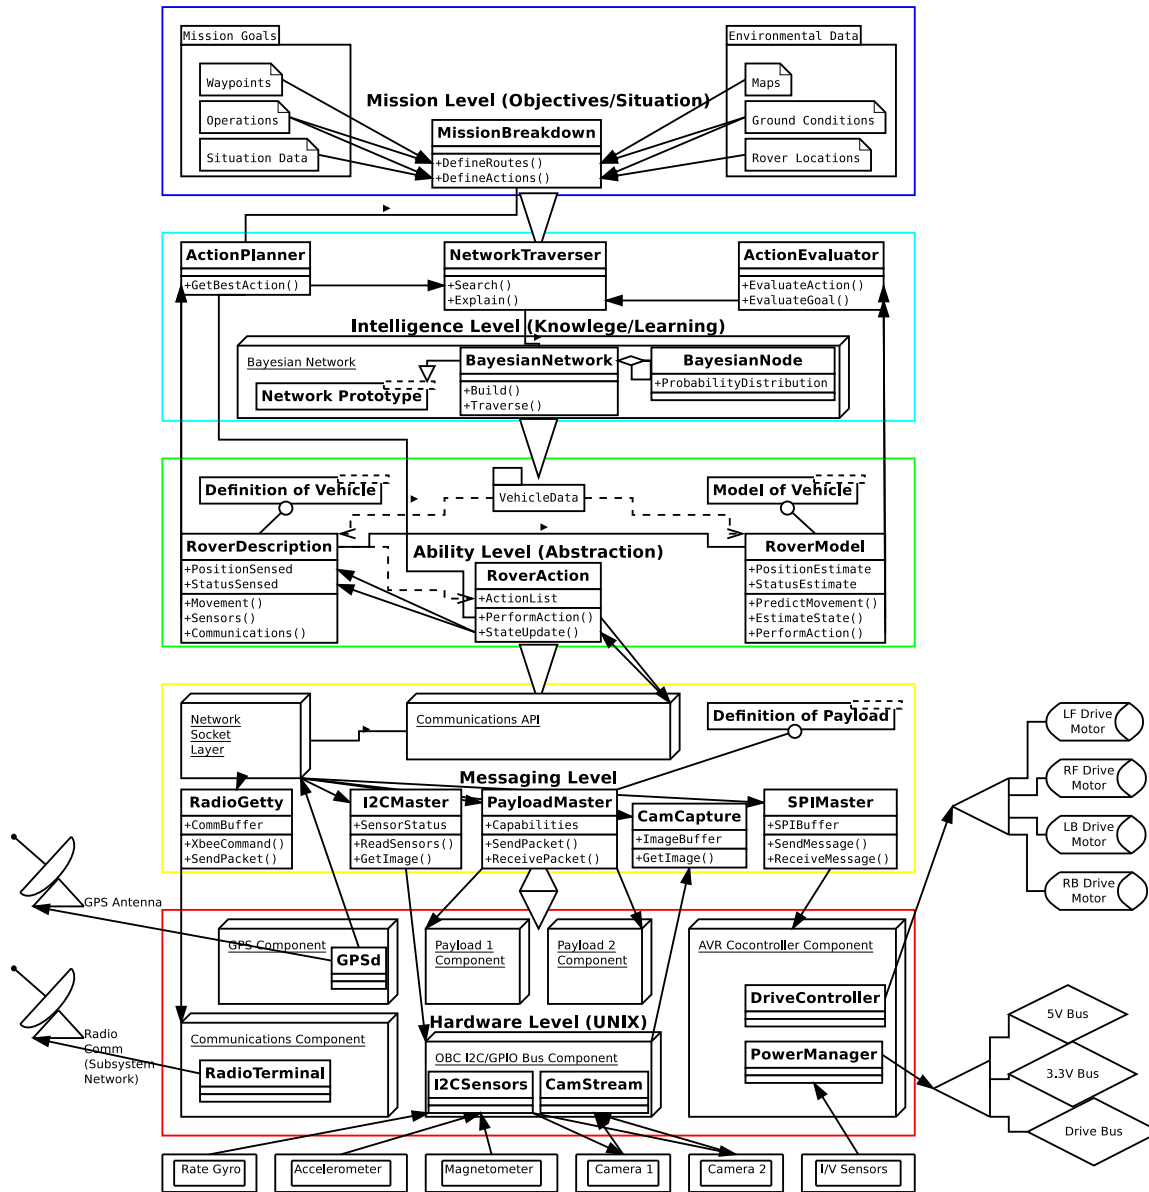 Mission Goals
Environmental Data
Waypoints
Maps
Mission Level (Objectives/Situation)
Operations
Ground Conditions
MissionBreakdown
Situation Data
Rover Locations
+DefineRoutes()
+DefineActions()
ActionPlanner
NetworkTraverser
ActionEvaluator
+GetBestAction()
+Search()
+Explain()
+EvaluateAction()
+EvaluateGoal()
Intelligence Level (Knowlege/Learning)
Bayesian Network
BayesianNetwork
BayesianNode
+ProbabilityDistribution
Network Prototype
+Build()
+Traverse()
Definition of Vehicle
VehicleData
Model of Vehicle
RoverDescription
Ability Level (Abstraction)
RoverModel
+PositionSensed
+StatusSensed
+Movement()
+Sensors()
+Communications()
RoverAction
+ActionList
+PerformAction()
+StateUpdate()
+PositionEstimate
+StatusEstimate
+PredictMovement()
+EstimateState()
+PerformAction()
Network
Socket
Layer
Communications API
Definition of Payload
LF Drive
Motor
RF Drive
Motor
LB Drive
Motor
RB Drive
Motor
Messaging Level
RadioGetty
+CommBuffer
+XbeeCommand()
+SendPacket()
I2CMaster
+SensorStatus
+ReadSensors()
+GetImage()
PayloadMaster
+Capabilities
+SendPacket()
+ReceivePacket()
CamCapture
+ImageBuffer
+GetImage()
SPIMaster
+SPIBuffer
+SendMessage()
+ReceiveMessage()
GPS Antenna
GPS Component
GPSd
Payload 1
Component
Payload 2
Component
AVR Cocontroller Component
DriveController
PowerManager
Hardware Level (UNIX)
Radio
Comm
(Subsystem
Network)
Communications Component
RadioTerminal
OBC I2C/GPIO Bus Component
I2CSensors
CamStream
5V Bus
3.3V Bus
Drive Bus
Rate Gyro
Accelerometer
Magnetometer
Camera 1
Camera 2
I/V Sensors